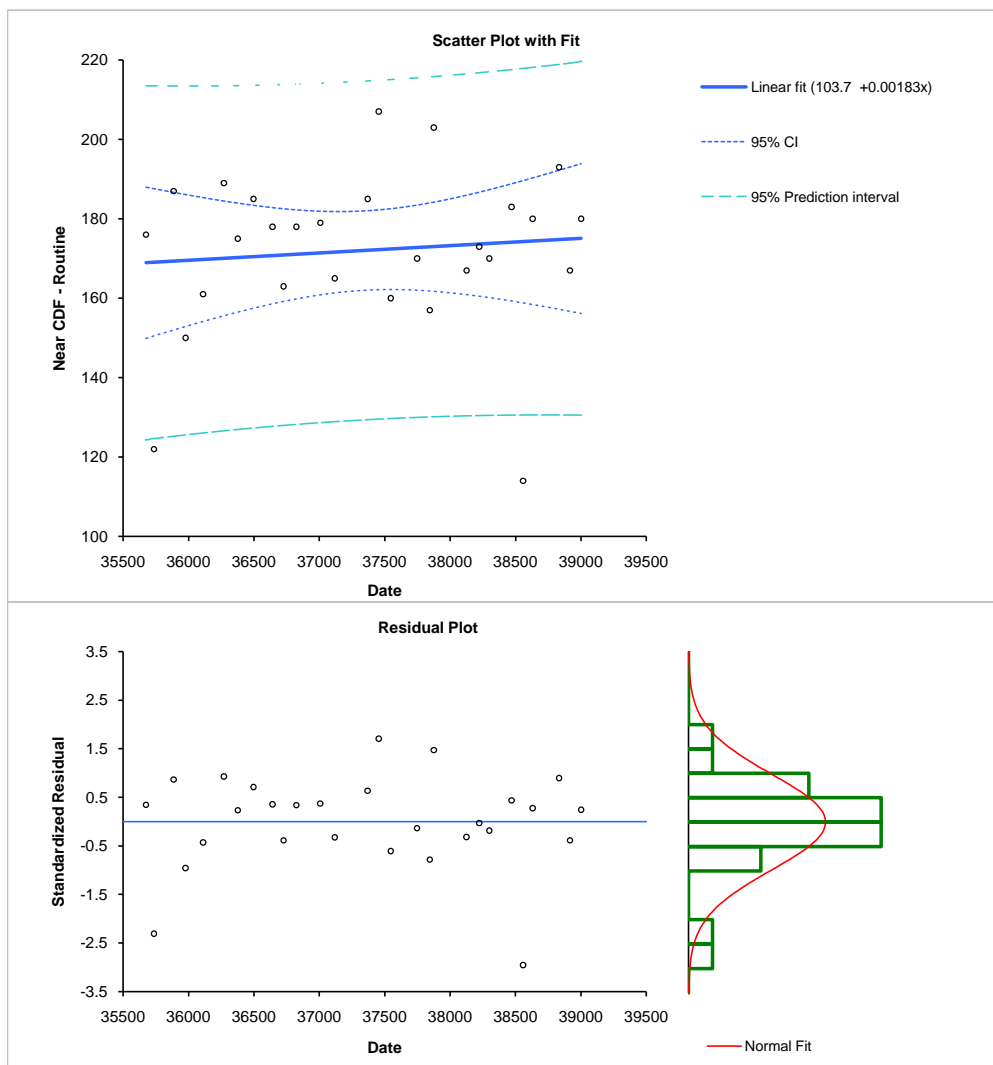 Scatter Plot with Fit
220
200
180
160
140
120
100
Near CDF - Routine
35500 36000 36500 37000 37500 38000 38500 39000 39500
Date
Linear fit (103.7 +0.00183x)
95% CI
95% Prediction interval
Residual Plot
3.5
2.5
1.5
0.5
-0.5
-1.5
-2.5
-3.5
Standardized Residual
35500 36000 36500 37000 37500 38000 38500 39000 39500
Date
Normal Fit